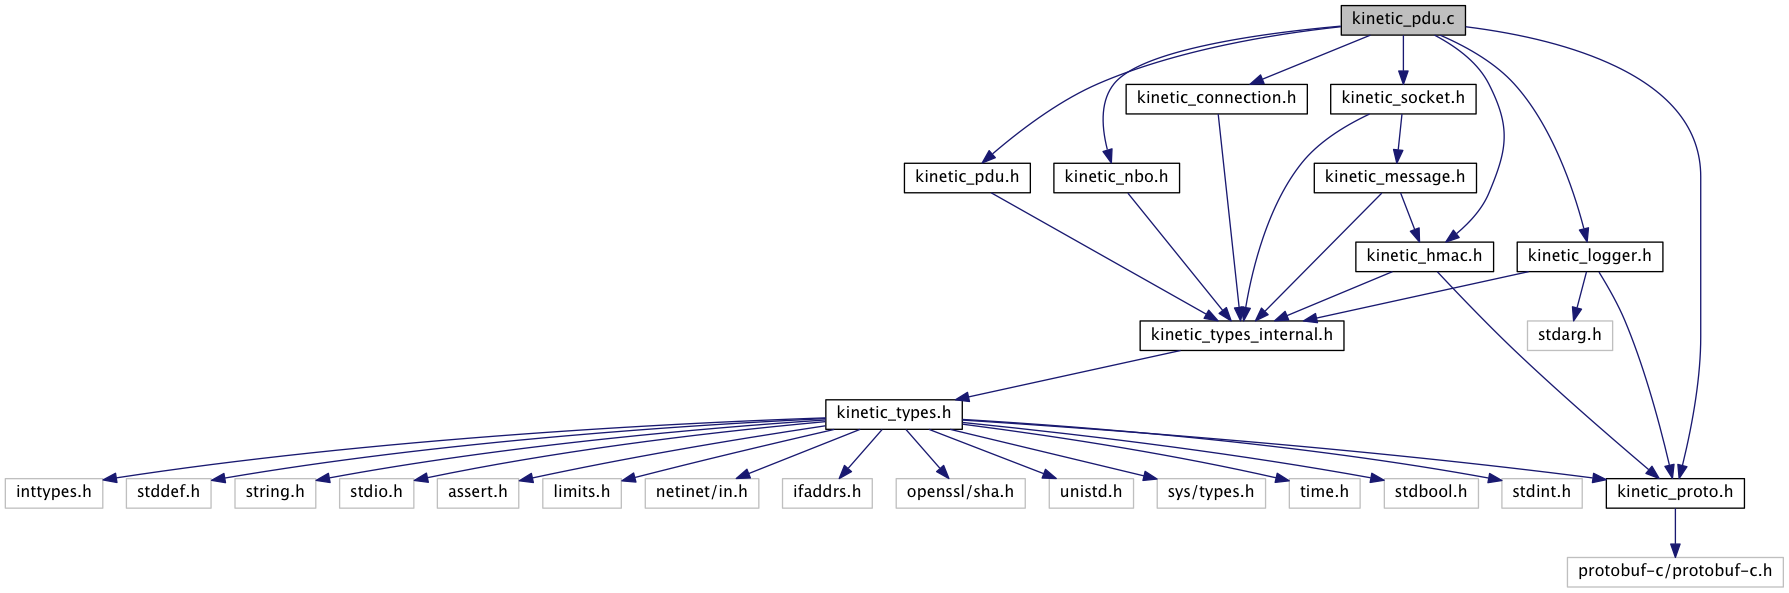 kinetic_pdu.c
kinetic_connection.h
kinetic_socket.h
kinetic_pdu.h
kinetic_nbo.h
kinetic_message.h
kinetic_hmac.h
kinetic_logger.h
kinetic_types_internal.h
stdarg.h
kinetic_types.h
inttypes.h
stddef.h
string.h
stdio.h
assert.h
limits.h
netinet/in.h
ifaddrs.h
openssl/sha.h
unistd.h
sys/types.h
time.h
stdbool.h
stdint.h
kinetic_proto.h
protobuf-c/protobuf-c.h